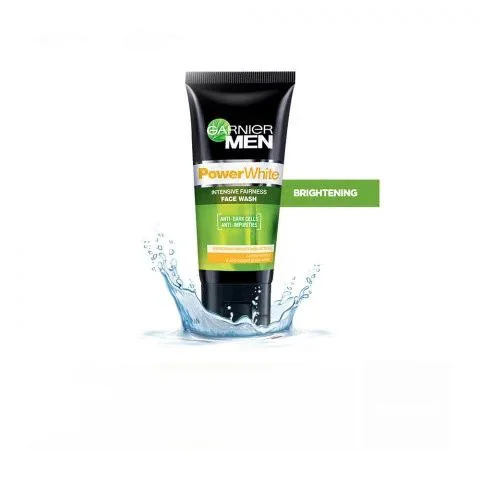 GARNIER
MEN
PowerWhite
INTENSIVE FAIRNESS
FACE WASH
ANTI-DARK CELLS
ANTI-IMPURITIES
BRIGHTENING